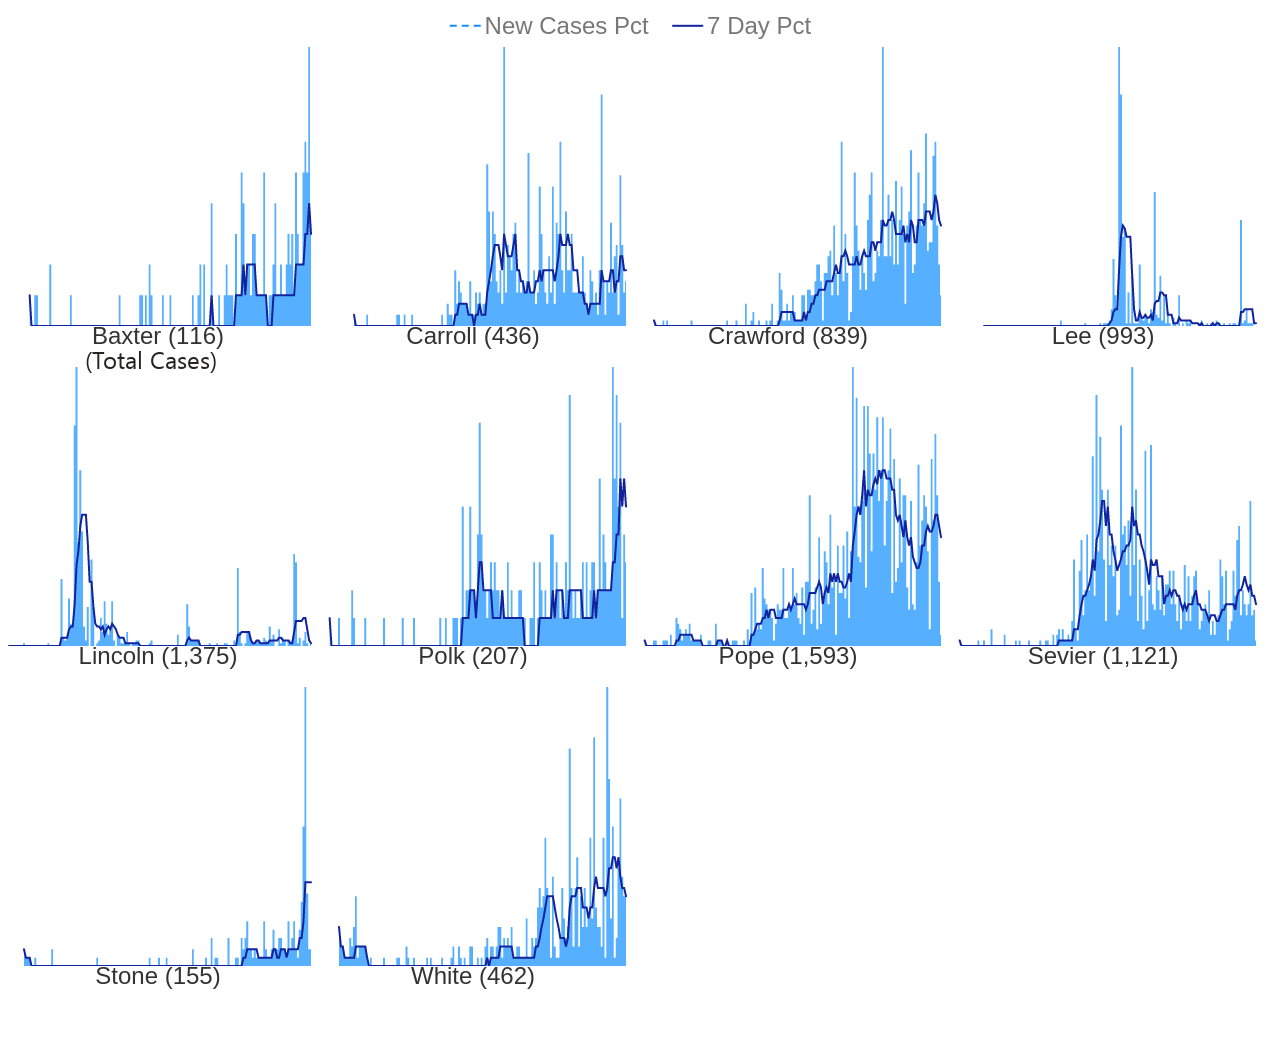 New Cases Pct 7 Day Pct
Baxter (116) Carroll (436) Crawford (839) Lee (993)
(Total Cases)
Lincoln (1,375) Polk (207) Pope (1,593) Sevier (1,121)
Stone (155) White (462)